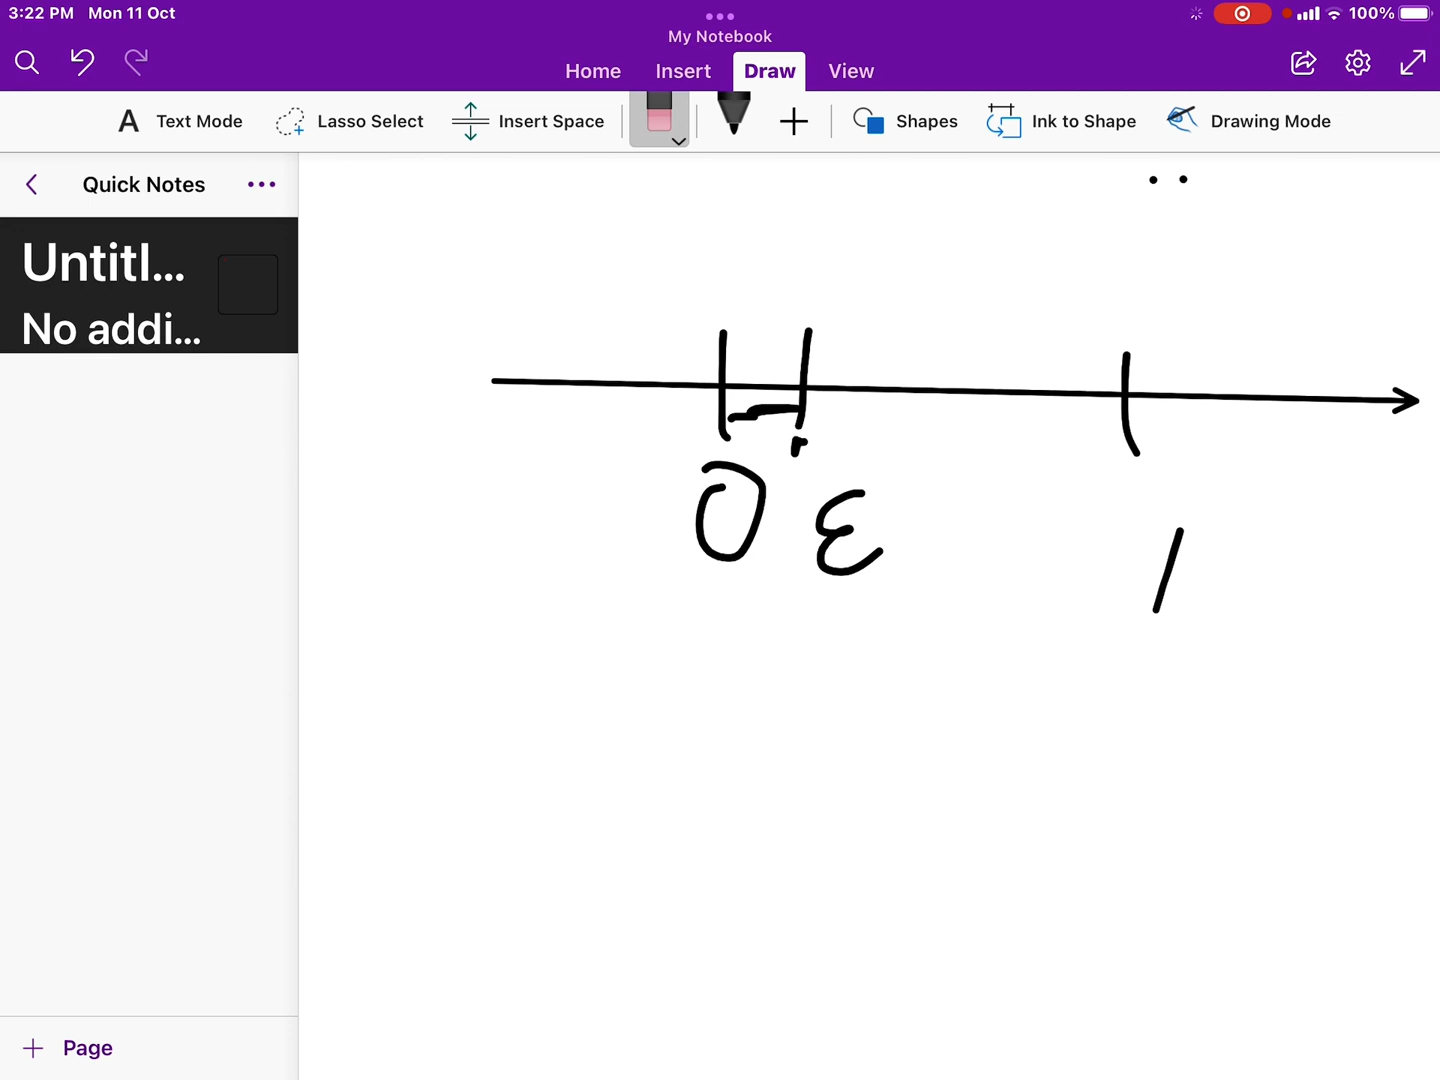 3:22 PM Mon 11 Oct
100%
My Notebook
Home Insert Draw View
A Text Mode Lasso Select Insert Space Shapes Ink to Shape Drawing Mode
Quick Notes
Untitl...
No addi...
0 ε 1
+ Page